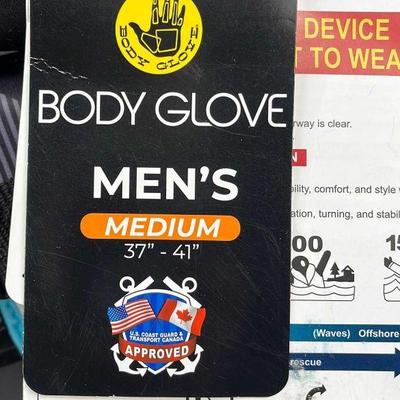 BODY GLOVE
BODY GLOVE
MEN'S
MEDIUM
37" - 41"
U.S. COAST GUARD &
TRANSPORT CANADA
APPROVED
DEVICE
T TO WEA
rway is clear.
N
bility, comfort, and style
ation, turning, and stabil
00
15
(Waves) Offshore
rescue